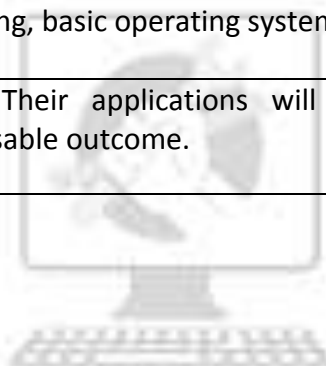 ng, basic operating system
Their applications will
sable outcome.